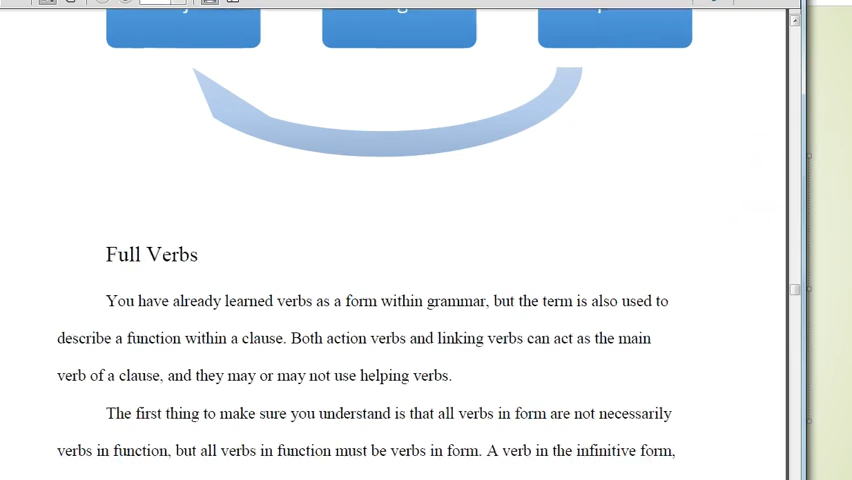 Full Verbs
You have already learned verbs as a form within grammar, but the term is also used to
describe a function within a clause. Both action verbs and linking verbs can act as the main
verb of a clause, and they may or may not use helping verbs.
The first thing to make sure you understand is that all verbs in form are not necessarily
verbs in function, but all verbs in function must be verbs in form. A verb in the infinitive form,